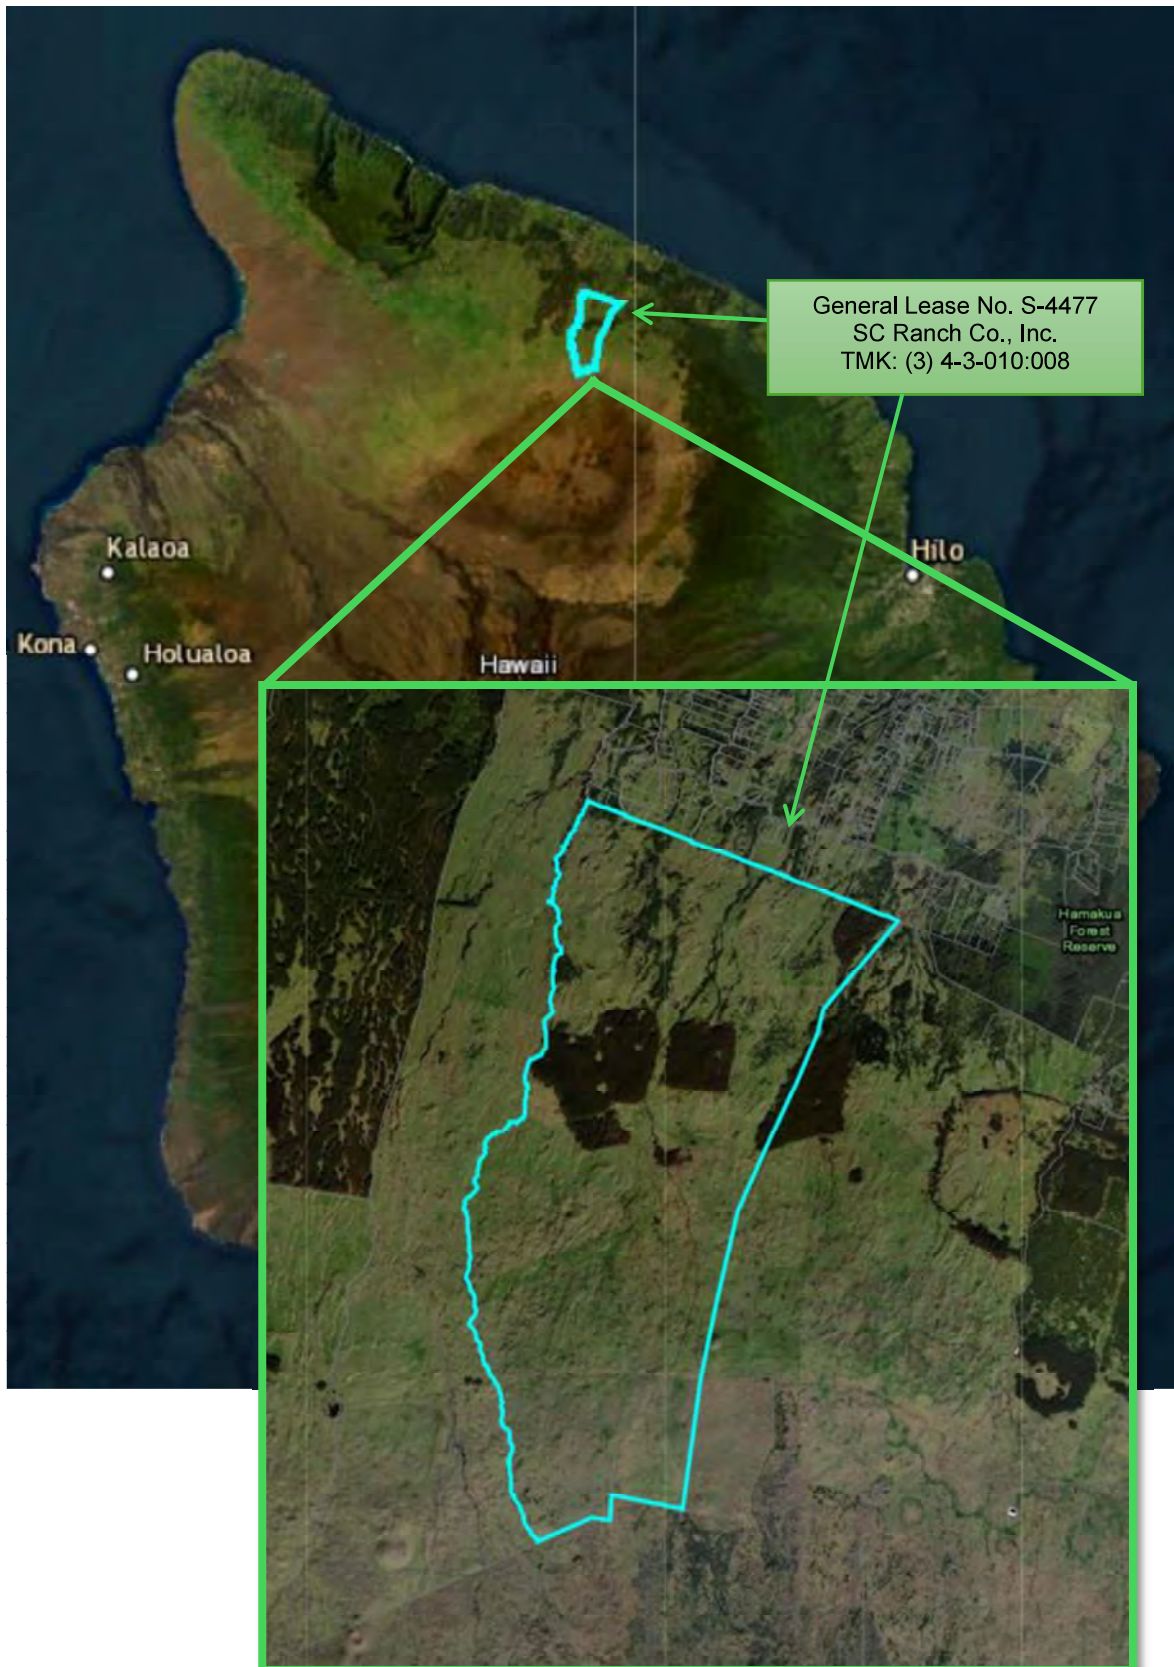 General Lease No. S-4477
SC Ranch Co., Inc.
TMK: (3) 4-3-010:008
Kalaoa
Hilo
Kona
Holualoa
Hawaii
Hamakua
Forest
Reserve